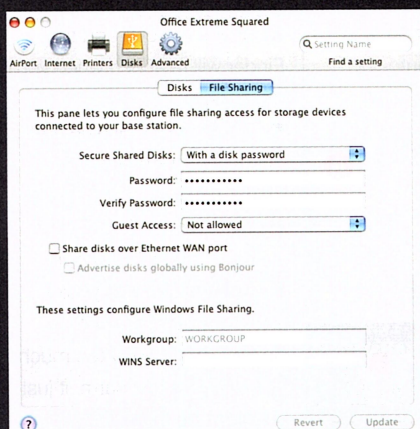 Office Extreme Squared
Setting Name
AirPort Internet Printers Disks Advanced
Find a setting
Disks File Sharing
This pane lets you configure file sharing access for storage devices
connected to your base station.
Secure Shared Disks: With a disk password
Password: •••••••••••
Verify Password: •••••••••••
Guest Access: Not allowed
Share disks over Ethernet WAN port
Advertise disks globally using Bonjour
These settings configure Windows File Sharing.
Workgroup: WORKGROUP
WINS Server:
? Revert Update